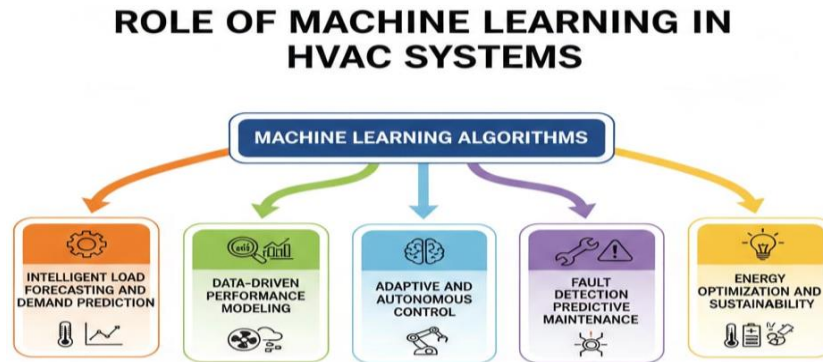 ROLE OF MACHINE LEARNING IN
HVAC SYSTEMS
MACHINE LEARNING ALGORITHMS
INTELLIGENT LOAD
FORECASTING AND
DEMAND PREDICTION
DATA-DRIVEN
PERFORMANCE
MODELING
ADAPTIVE AND
AUTONOMOUS
CONTROL
FAULT
DETECTION
PREDICTIVE
MAINTENANCE
ENERGY
OPTIMIZATION AND
SUSTAINABILITY